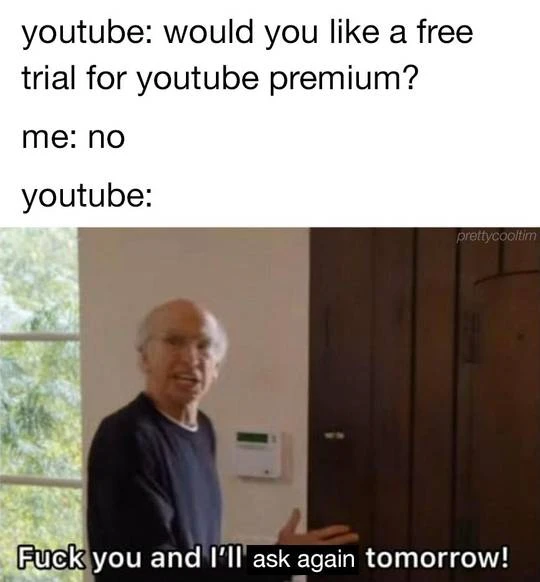 youtube: would you like a free
trial for youtube premium?
me: no
youtube:
prettycooltim
Fuck you and I'll ask again tomorrow!